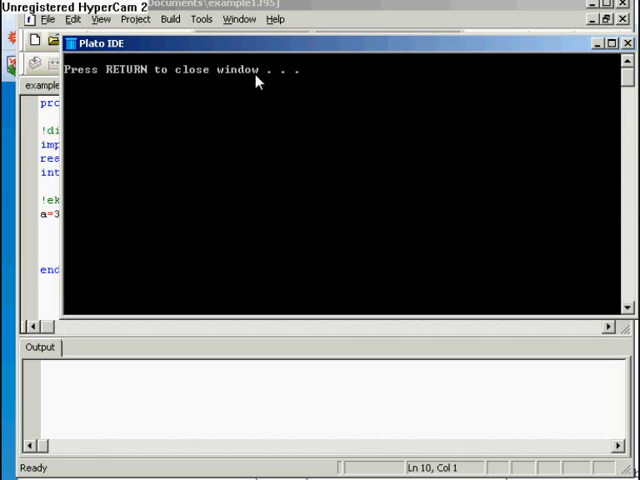 Unregistered HyperCam 2
Documents\example1.f95]
File Edit View Project Build Tools Window Help
Plato IDE
Press RETURN to close window . . .
example
pro
!di
imp
rea
int
!ek
a=3
end
Output
Ready
Ln 10, Col 1